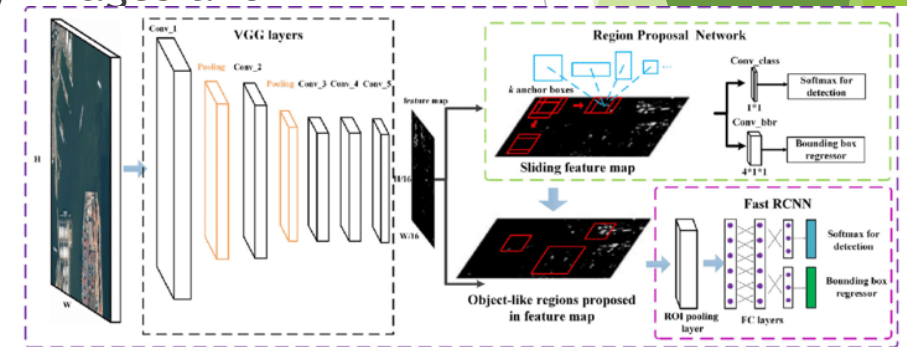 VGG layers
Conv_1
Pooling
Conv_2
Pooling
Conv_3
Conv_4
Conv_5
feature map
H
W
H/16
W/16
Region Proposal Network
k anchor boxes
...
Sliding feature map
Conv_class
1*1
Softmax for
detection
Conv_bbr
4*1*1
Bounding box
regressor
Object-like regions proposed
in feature map
Fast RCNN
ROI pooling
layer
FC layers
Softmax for
detection
Bounding box
regressor